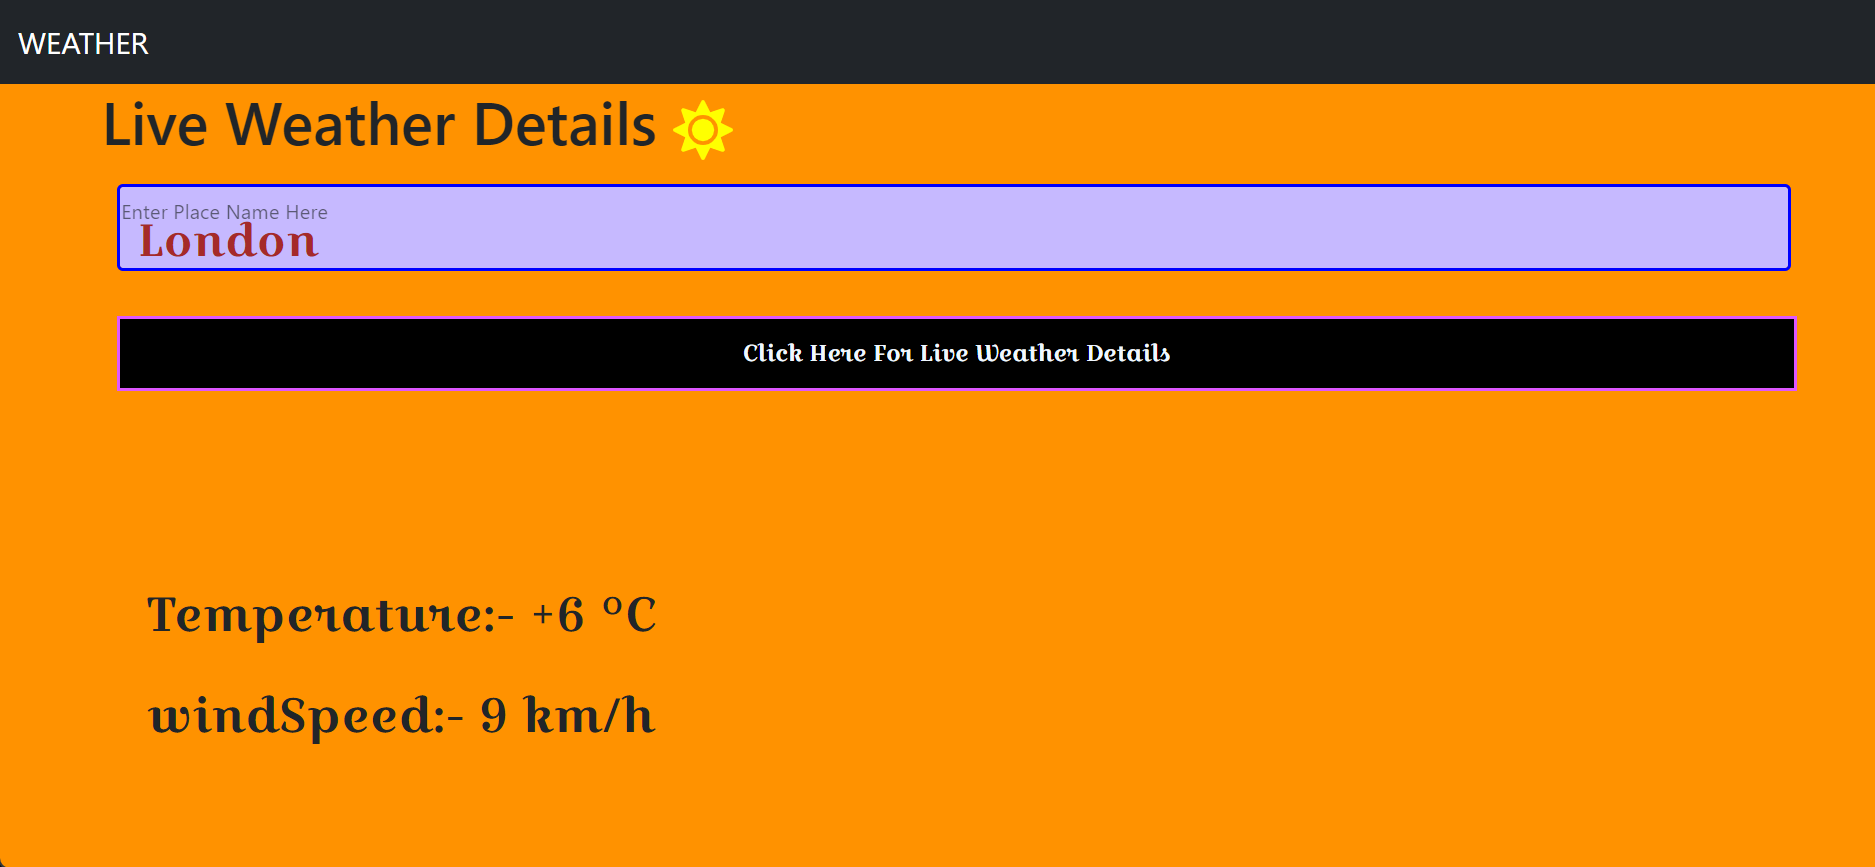 WEATHER
Live Weather Details
Enter Place Name Here
London
Click Here For Live Weather Details
Temperature:- +6 °C
windSpeed:- 9 km/h